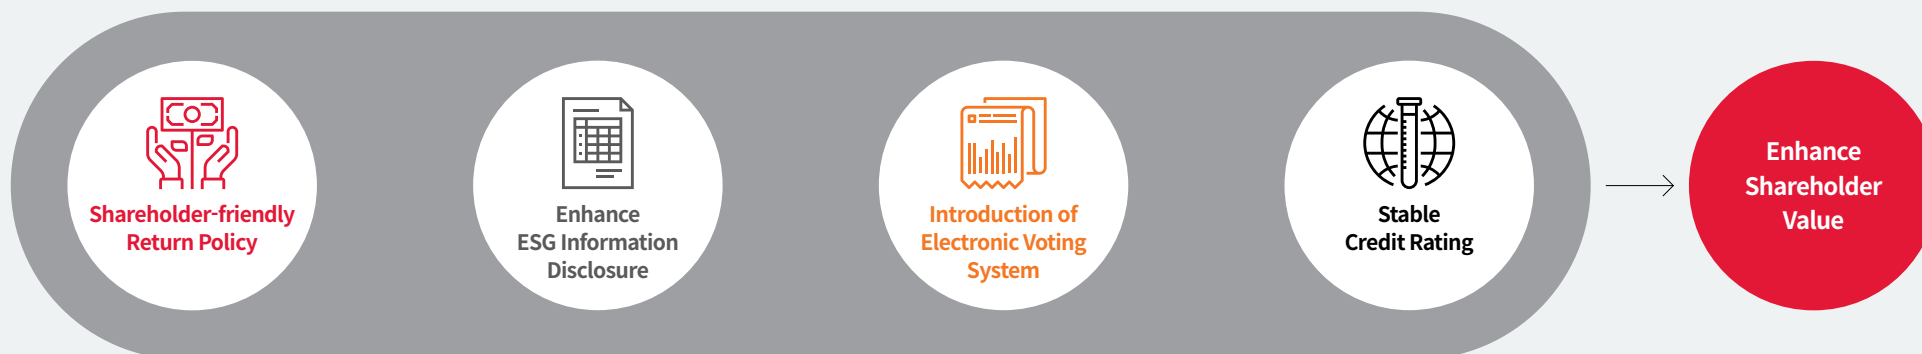 Shareholder-friendly
Return Policy
Enhance
ESG Information
Disclosure
Introduction of
Electronic Voting
System
Stable
Credit Rating
Enhance
Shareholder
Value